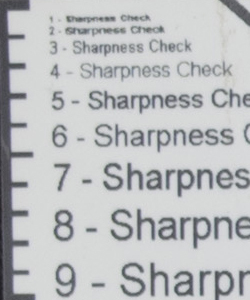 1 - Sharpness Check
2 - Sharpness Check
3 - Sharpness Check
4 - Sharpness Check
5 - Sharpness Che
6 - Sharpness
7 - Sharpnes
8 - Sharpne
9 - Sharpn